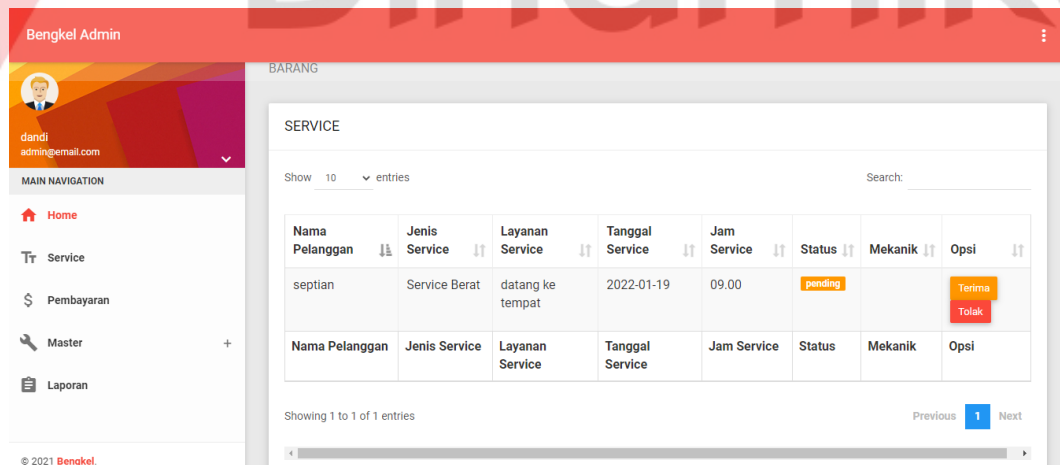 Dinamik
Bengkel Admin
BARANG
dandi
admin@email.com
MAIN NAVIGATION
Home
Service
Pembayaran
Master
Laporan
© 2021 Bengkel.
SERVICE
Show 10 entries Search:
Nama Pelanggan Jenis Service Layanan Service Tanggal Service Jam Service Status Mekanik Opsi
septian Service Berat datang ke tempat 2022-01-19 09.00 pending Terima
Tolak
Nama Pelanggan Jenis Service Layanan Service Tanggal Service Jam Service Status Mekanik Opsi
Showing 1 to 1 of 1 entries Previous 1 Next